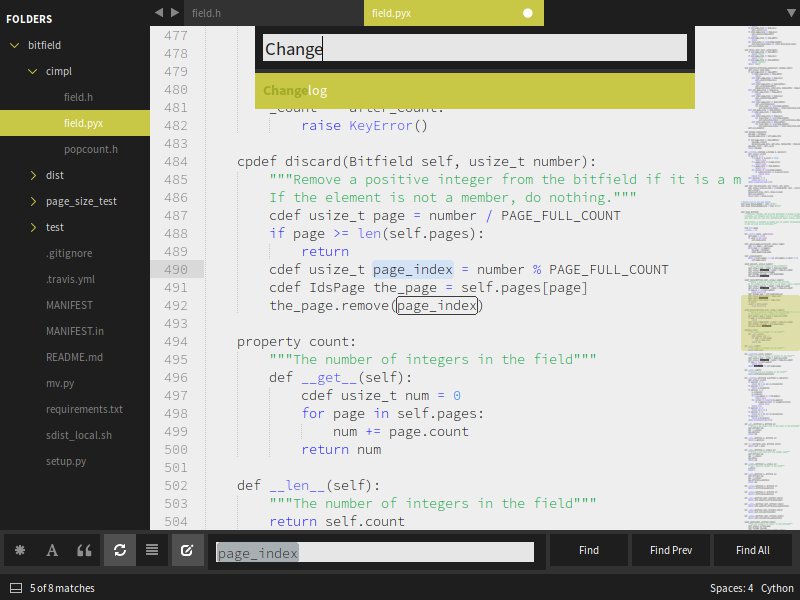 FOLDERS
bitfield
cimpl
field.h
field.pyx
popcount.h
dist
page_size_test
test
.gitignore
.travis.yml
MANIFEST
MANIFEST.in
README.md
mv.py
requirements.txt
sdist_local.sh
setup.py
field.h
field.pyx
Change
Changelog
477
478
479
480
481 _count = after_count:
482 raise KeyError()
483
484 cpdef discard(Bitfield self, usize_t number):
485 """Remove a positive integer from the bitfield if it is a m
486 If the element is not a member, do nothing."""
487 cdef usize_t page = number / PAGE_FULL_COUNT
488 if page >= len(self.pages):
489 return
490 cdef usize_t page_index = number % PAGE_FULL_COUNT
491 cdef IdsPage the_page = self.pages[page]
492 the_page.remove(page_index)
493
494 property count:
495 """The number of integers in the field"""
496 def __get__(self):
497 cdef usize_t num = 0
498 for page in self.pages:
499 num += page.count
500 return num
501
502 def __len__(self):
503 """The number of integers in the field"""
504 return self.count
page_index
Find
Find Prev
Find All
5 of 8 matches
Spaces: 4 Cython